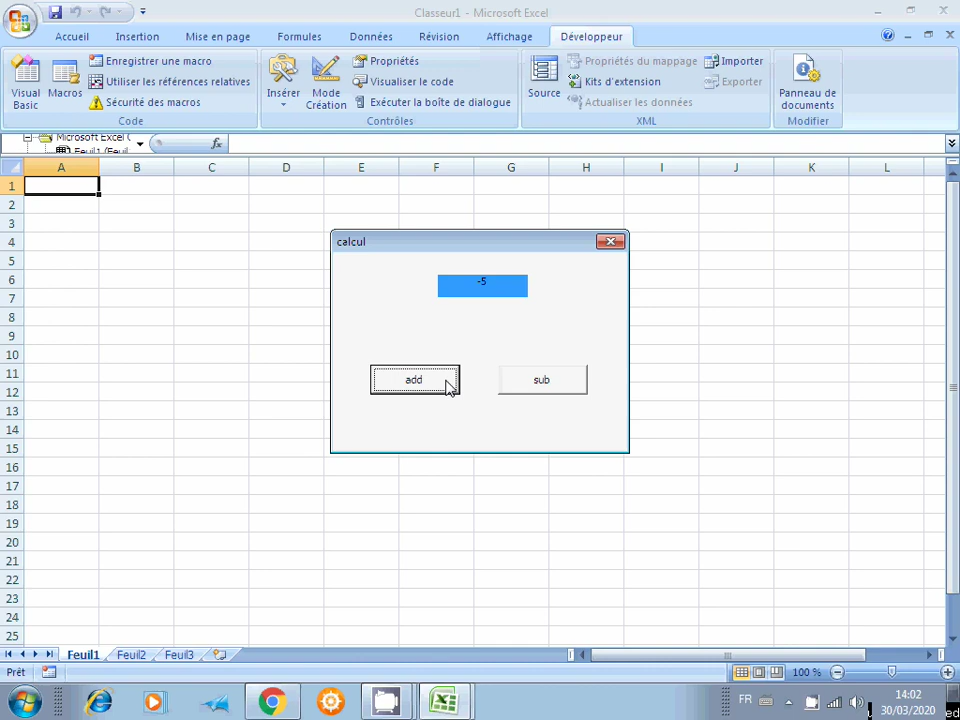 Classeur1 - Microsoft Excel
Accueil Insertion Mise en page Formules Données Révision Affichage Développeur
Visual Basic
Macros
Enregistrer une macro
Utiliser les références relatives
Sécurité des macros
Code
Insérer
Mode Création
Propriétés
Visualiser le code
Exécuter la boîte de dialogue
Contrôles
Source
Propriétés du mappage
Kits d'extension
Actualiser les données
Importer
Exporter
XML
Panneau de documents
Modifier
Microsoft Excel (
Feuil1 (Feuil
fx
A B C D E F G H I J K L
1
2
3
4
5
6
7
8
9
10
11
12
13
14
15
16
17
18
19
20
21
22
23
24
25
calcul
-5
add sub
Feuil1 Feuil2 Feuil3
Prêt 100 %
FR
14:02
30/03/2020